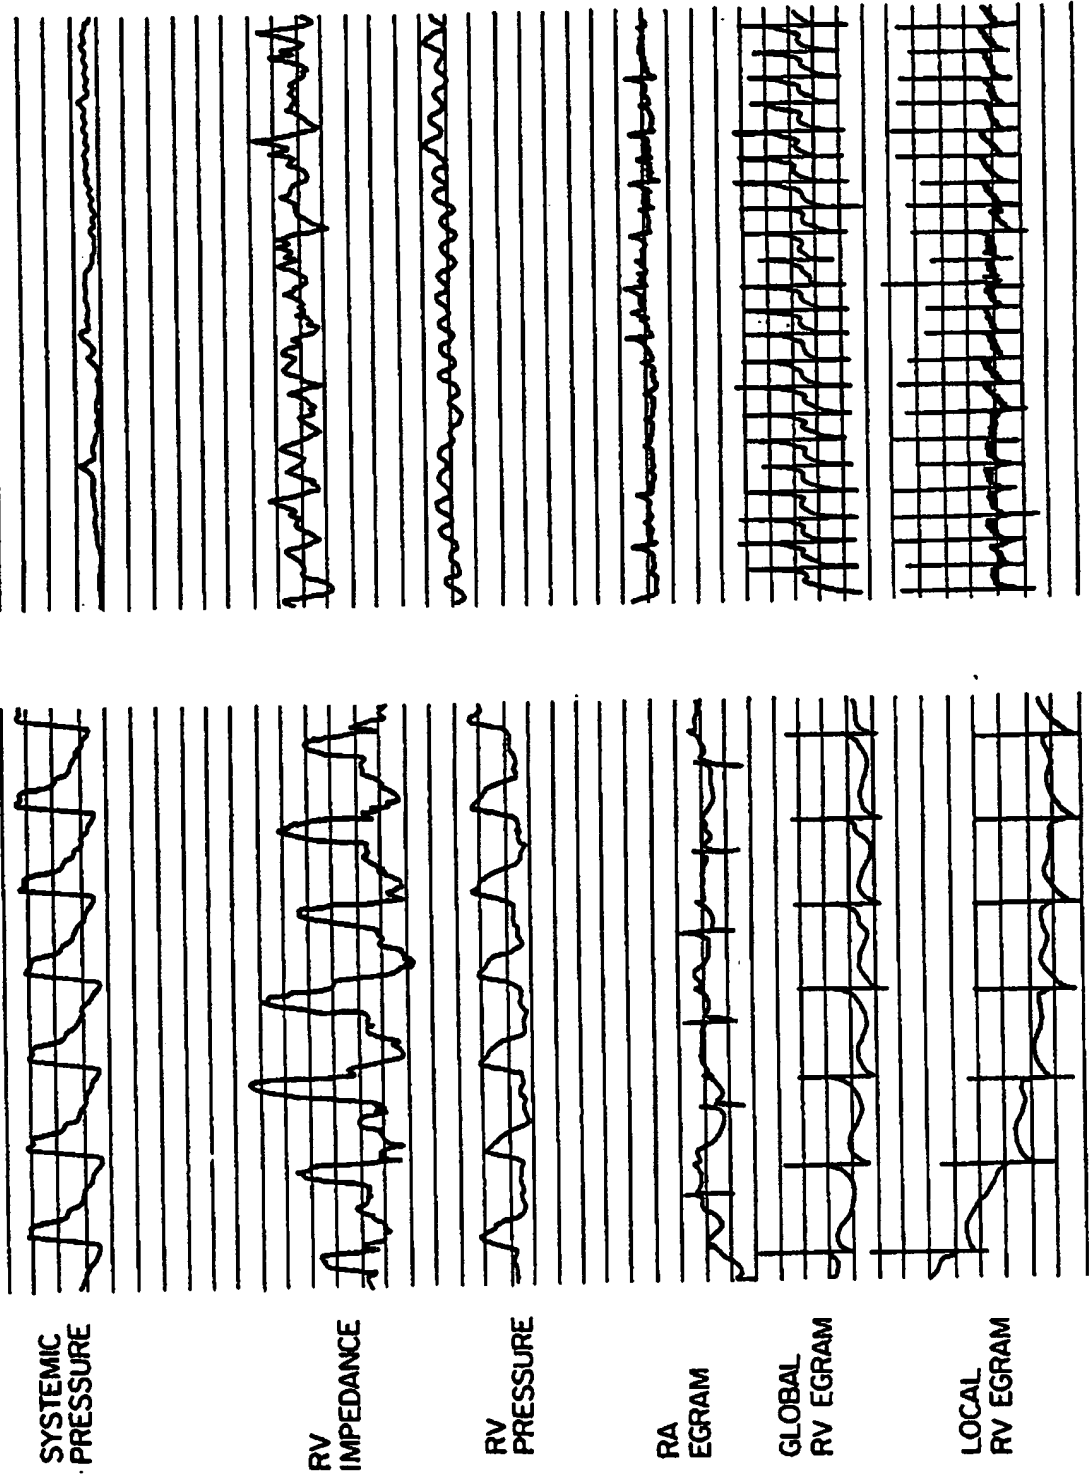 SYSTEMIC
PRESSURE
RV
IMPEDANCE
RV
PRESSURE
RA
EGRAM
GLOBAL
RV EGRAM
LOCAL
RV EGRAM